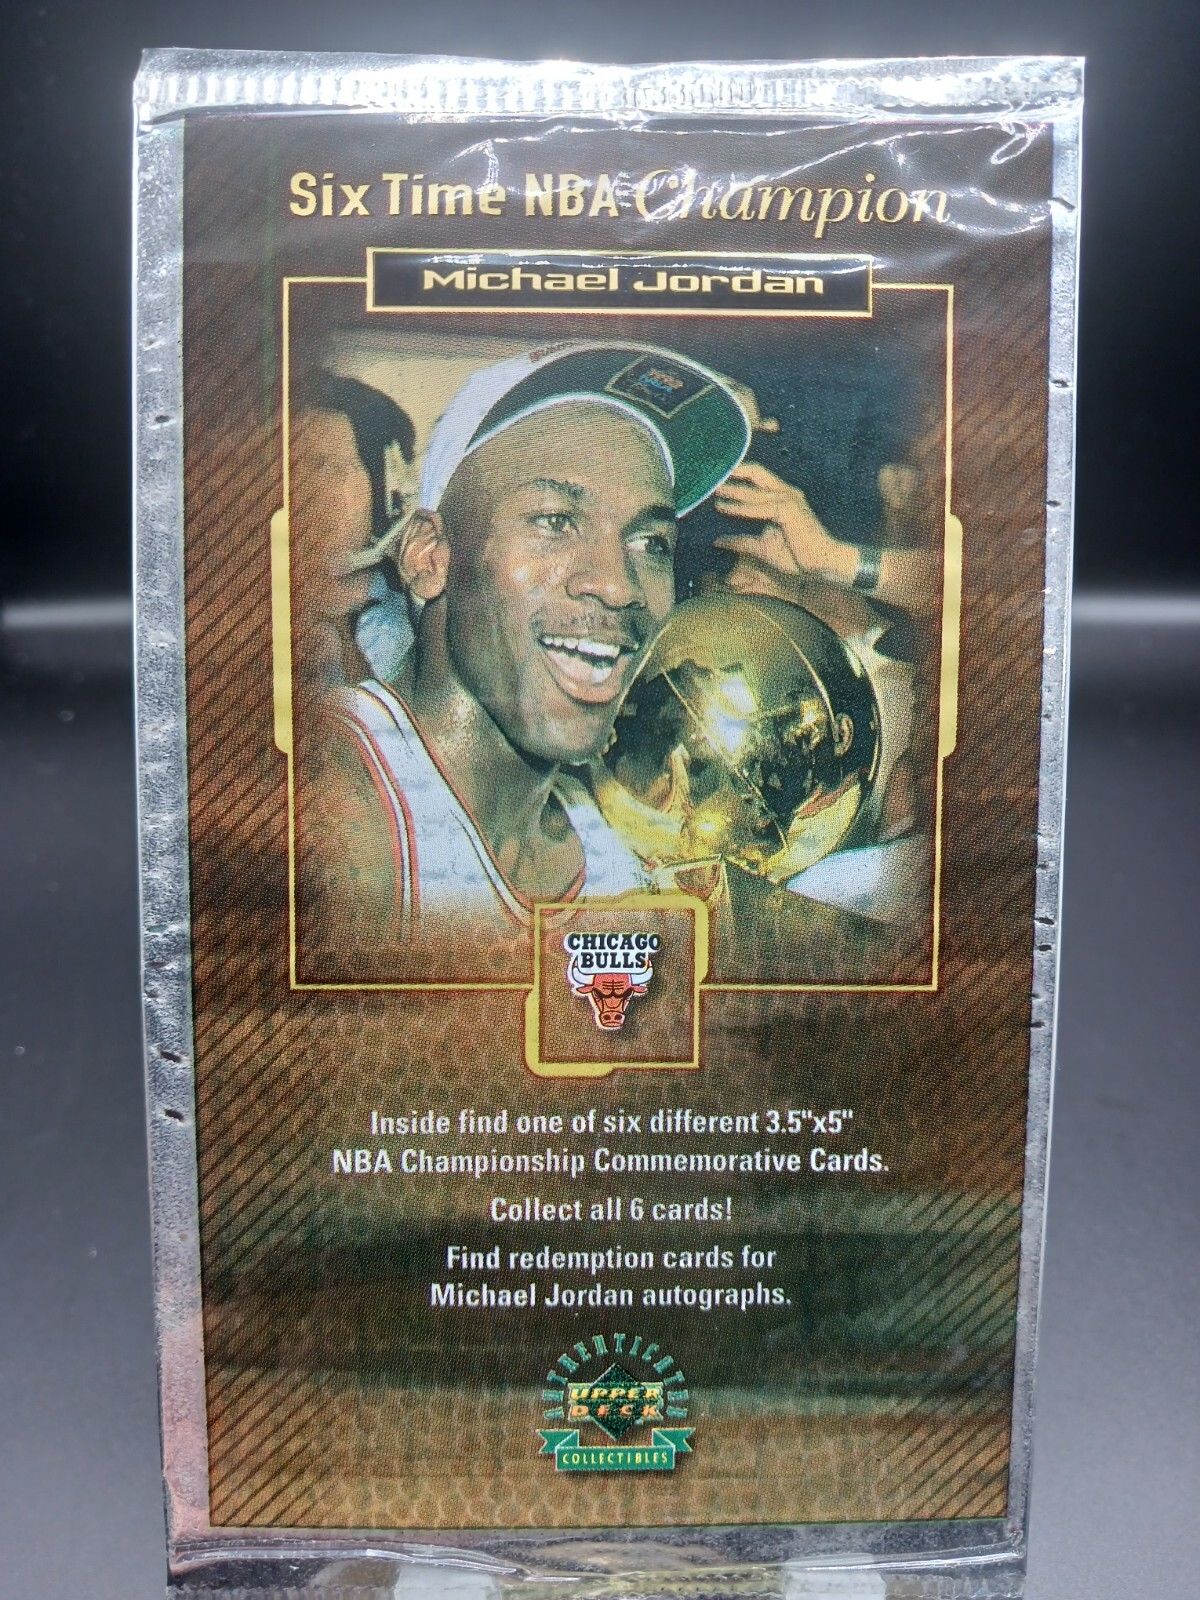 Six Time NBA Champion
Michael Jordan
CHICAGO
BULLS
Inside find one of six different 3.5"x5"
NBA Championship Commemorative Cards.
Collect all 6 cards!
Find redemption cards for
Michael Jordan autographs.
AUTHENTICATED
UPPER
DECK
COLLECTIBLES